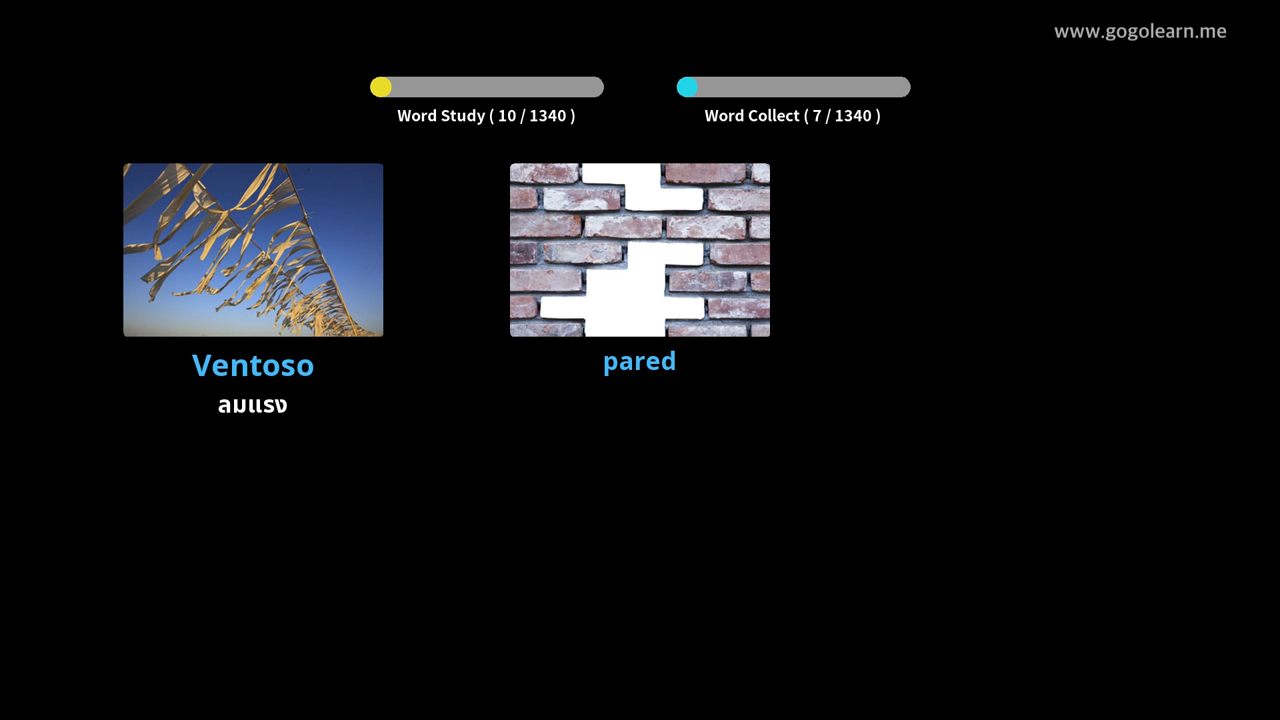 www.gogolearn.me
Word Study ( 10 / 1340 )
Word Collect ( 7 / 1340 )
Ventoso
ลมแรง
pared